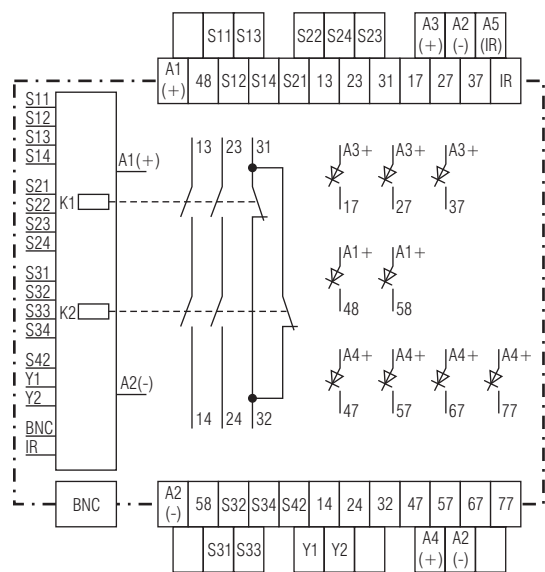 S11 S13 S22 S24 S23 A3 (+) A2 (-) A5 (IR)
A1 (+) 48 S12 S14 S21 13 23 31 17 27 37 IR
S11
S12
S13
S14
A1(+)
S21
S22
K1
S23
S24
S31
S32
S33
K2
S34
S42
Y1
A2(-)
Y2
BNC
IR
13 23 31
A3+ A3+ A3+
17 27 37
A1+ A1+
48 58
A4+ A4+ A4+ A4+
47 57 67 77
14 24 32
BNC
A2 (-) 58 S32 S34 S42 14 24 32 47 57 67 77
S31 S33 Y1 Y2 A4 (+) A2 (-)